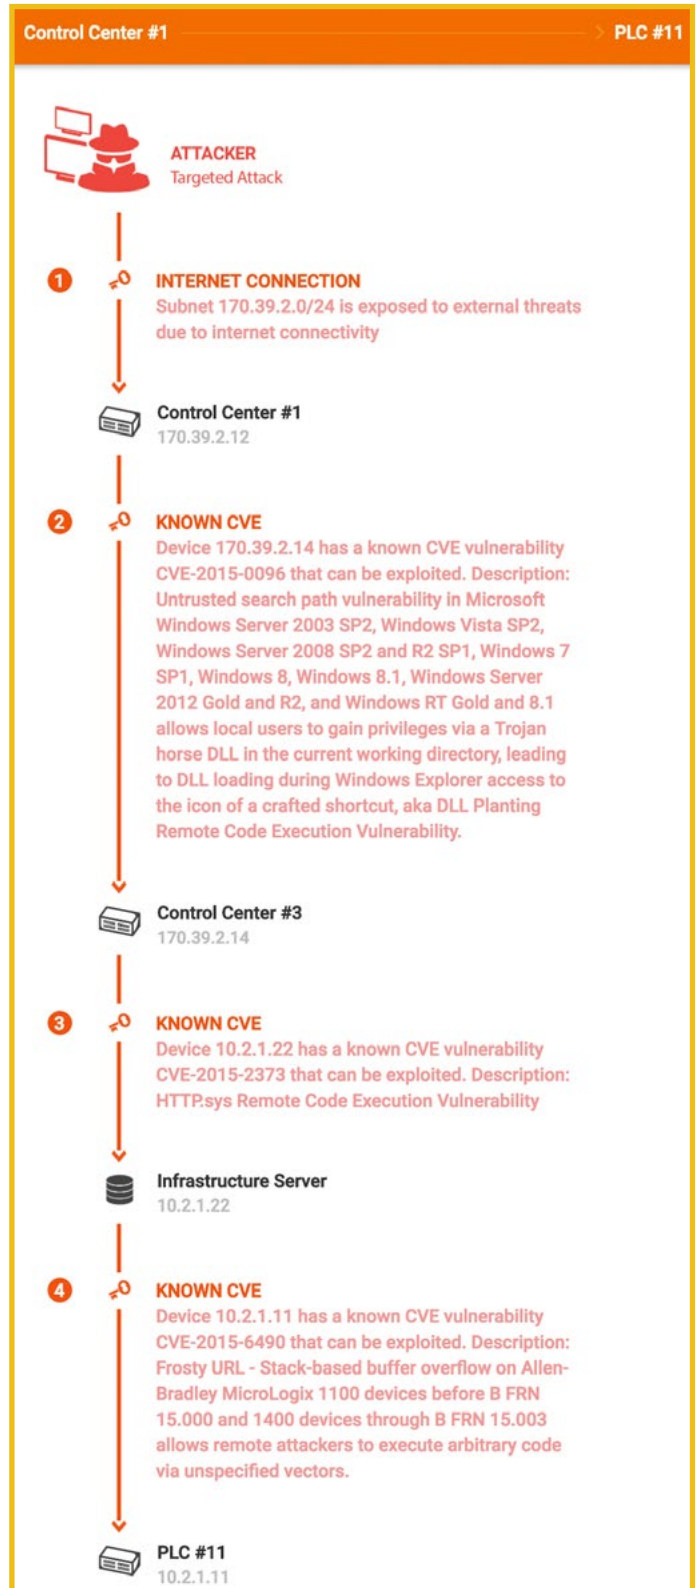 Control Center #1 > PLC #11
ATTACKER
Targeted Attack
1 INTERNET CONNECTION
Subnet 170.39.2.0/24 is exposed to external threats
due to internet connectivity
Control Center #1
170.39.2.12
2 KNOWN CVE
Device 170.39.2.14 has a known CVE vulnerability
CVE-2015-0096 that can be exploited. Description:
Untrusted search path vulnerability in Microsoft
Windows Server 2003 SP2, Windows Vista SP2,
Windows Server 2008 SP2 and R2 SP1, Windows 7
SP1, Windows 8, Windows 8.1, Windows Server
2012 Gold and R2, and Windows RT Gold and 8.1
allows local users to gain privileges via a Trojan
horse DLL in the current working directory, leading
to DLL loading during Windows Explorer access to
the icon of a crafted shortcut, aka DLL Planting
Remote Code Execution Vulnerability.
Control Center #3
170.39.2.14
3 KNOWN CVE
Device 10.2.1.22 has a known CVE vulnerability
CVE-2015-2373 that can be exploited. Description:
HTTP.sys Remote Code Execution Vulnerability
Infrastructure Server
10.2.1.22
4 KNOWN CVE
Device 10.2.1.11 has a known CVE vulnerability
CVE-2015-6490 that can be exploited. Description:
Frosty URL - Stack-based buffer overflow on Allen-
Bradley MicroLogix 1100 devices before B FRN
15.000 and 1400 devices through B FRN 15.003
allows remote attackers to execute arbitrary code
via unspecified vectors.
PLC #11
10.2.1.11